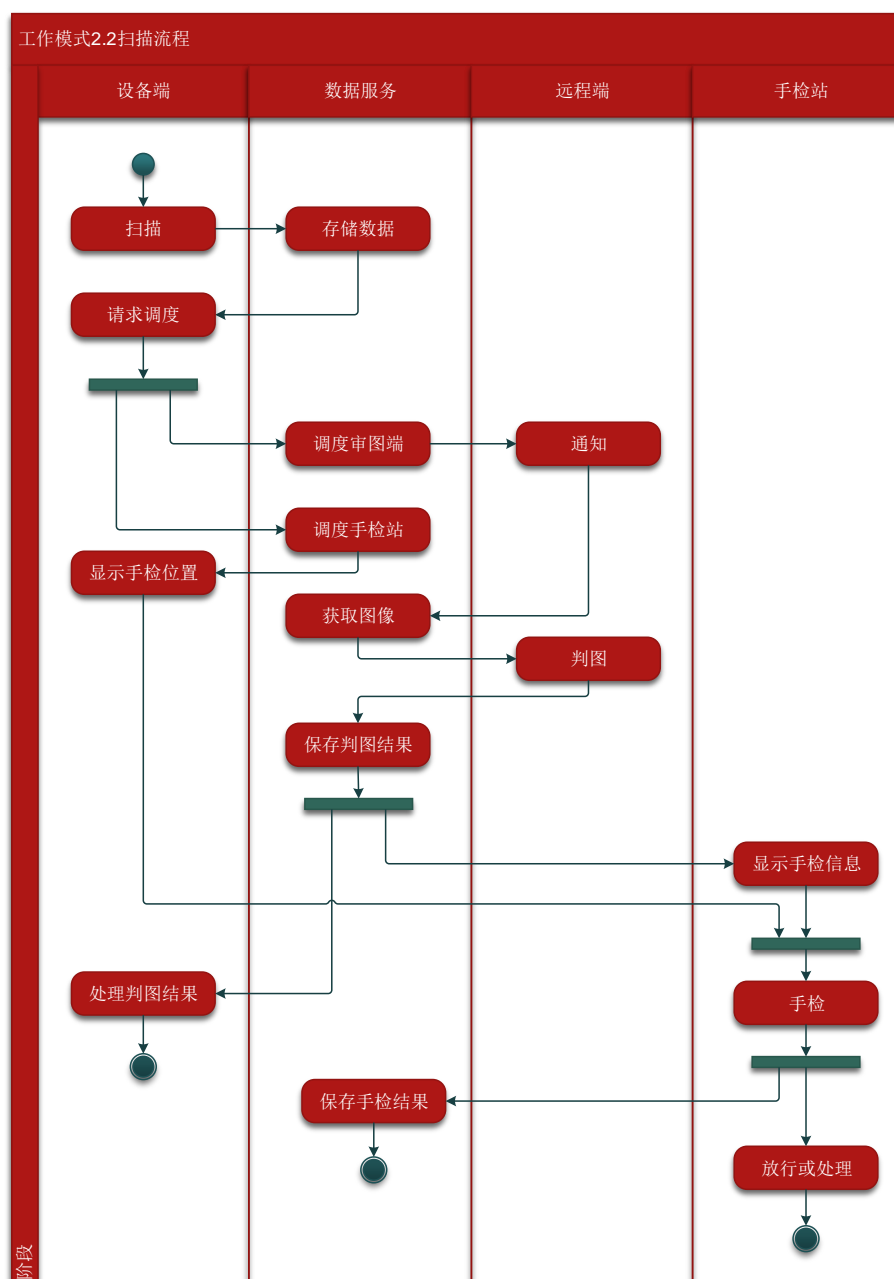 工作模式2.2扫描流程
设备端
数据服务
远程端
手检站
扫描
存储数据
请求调度
调度审图端
通知
调度手检站
显示手检位置
获取图像
判图
保存判图结果
显示手检信息
处理判图结果
手检
保存手检结果
放行或处理
阶段